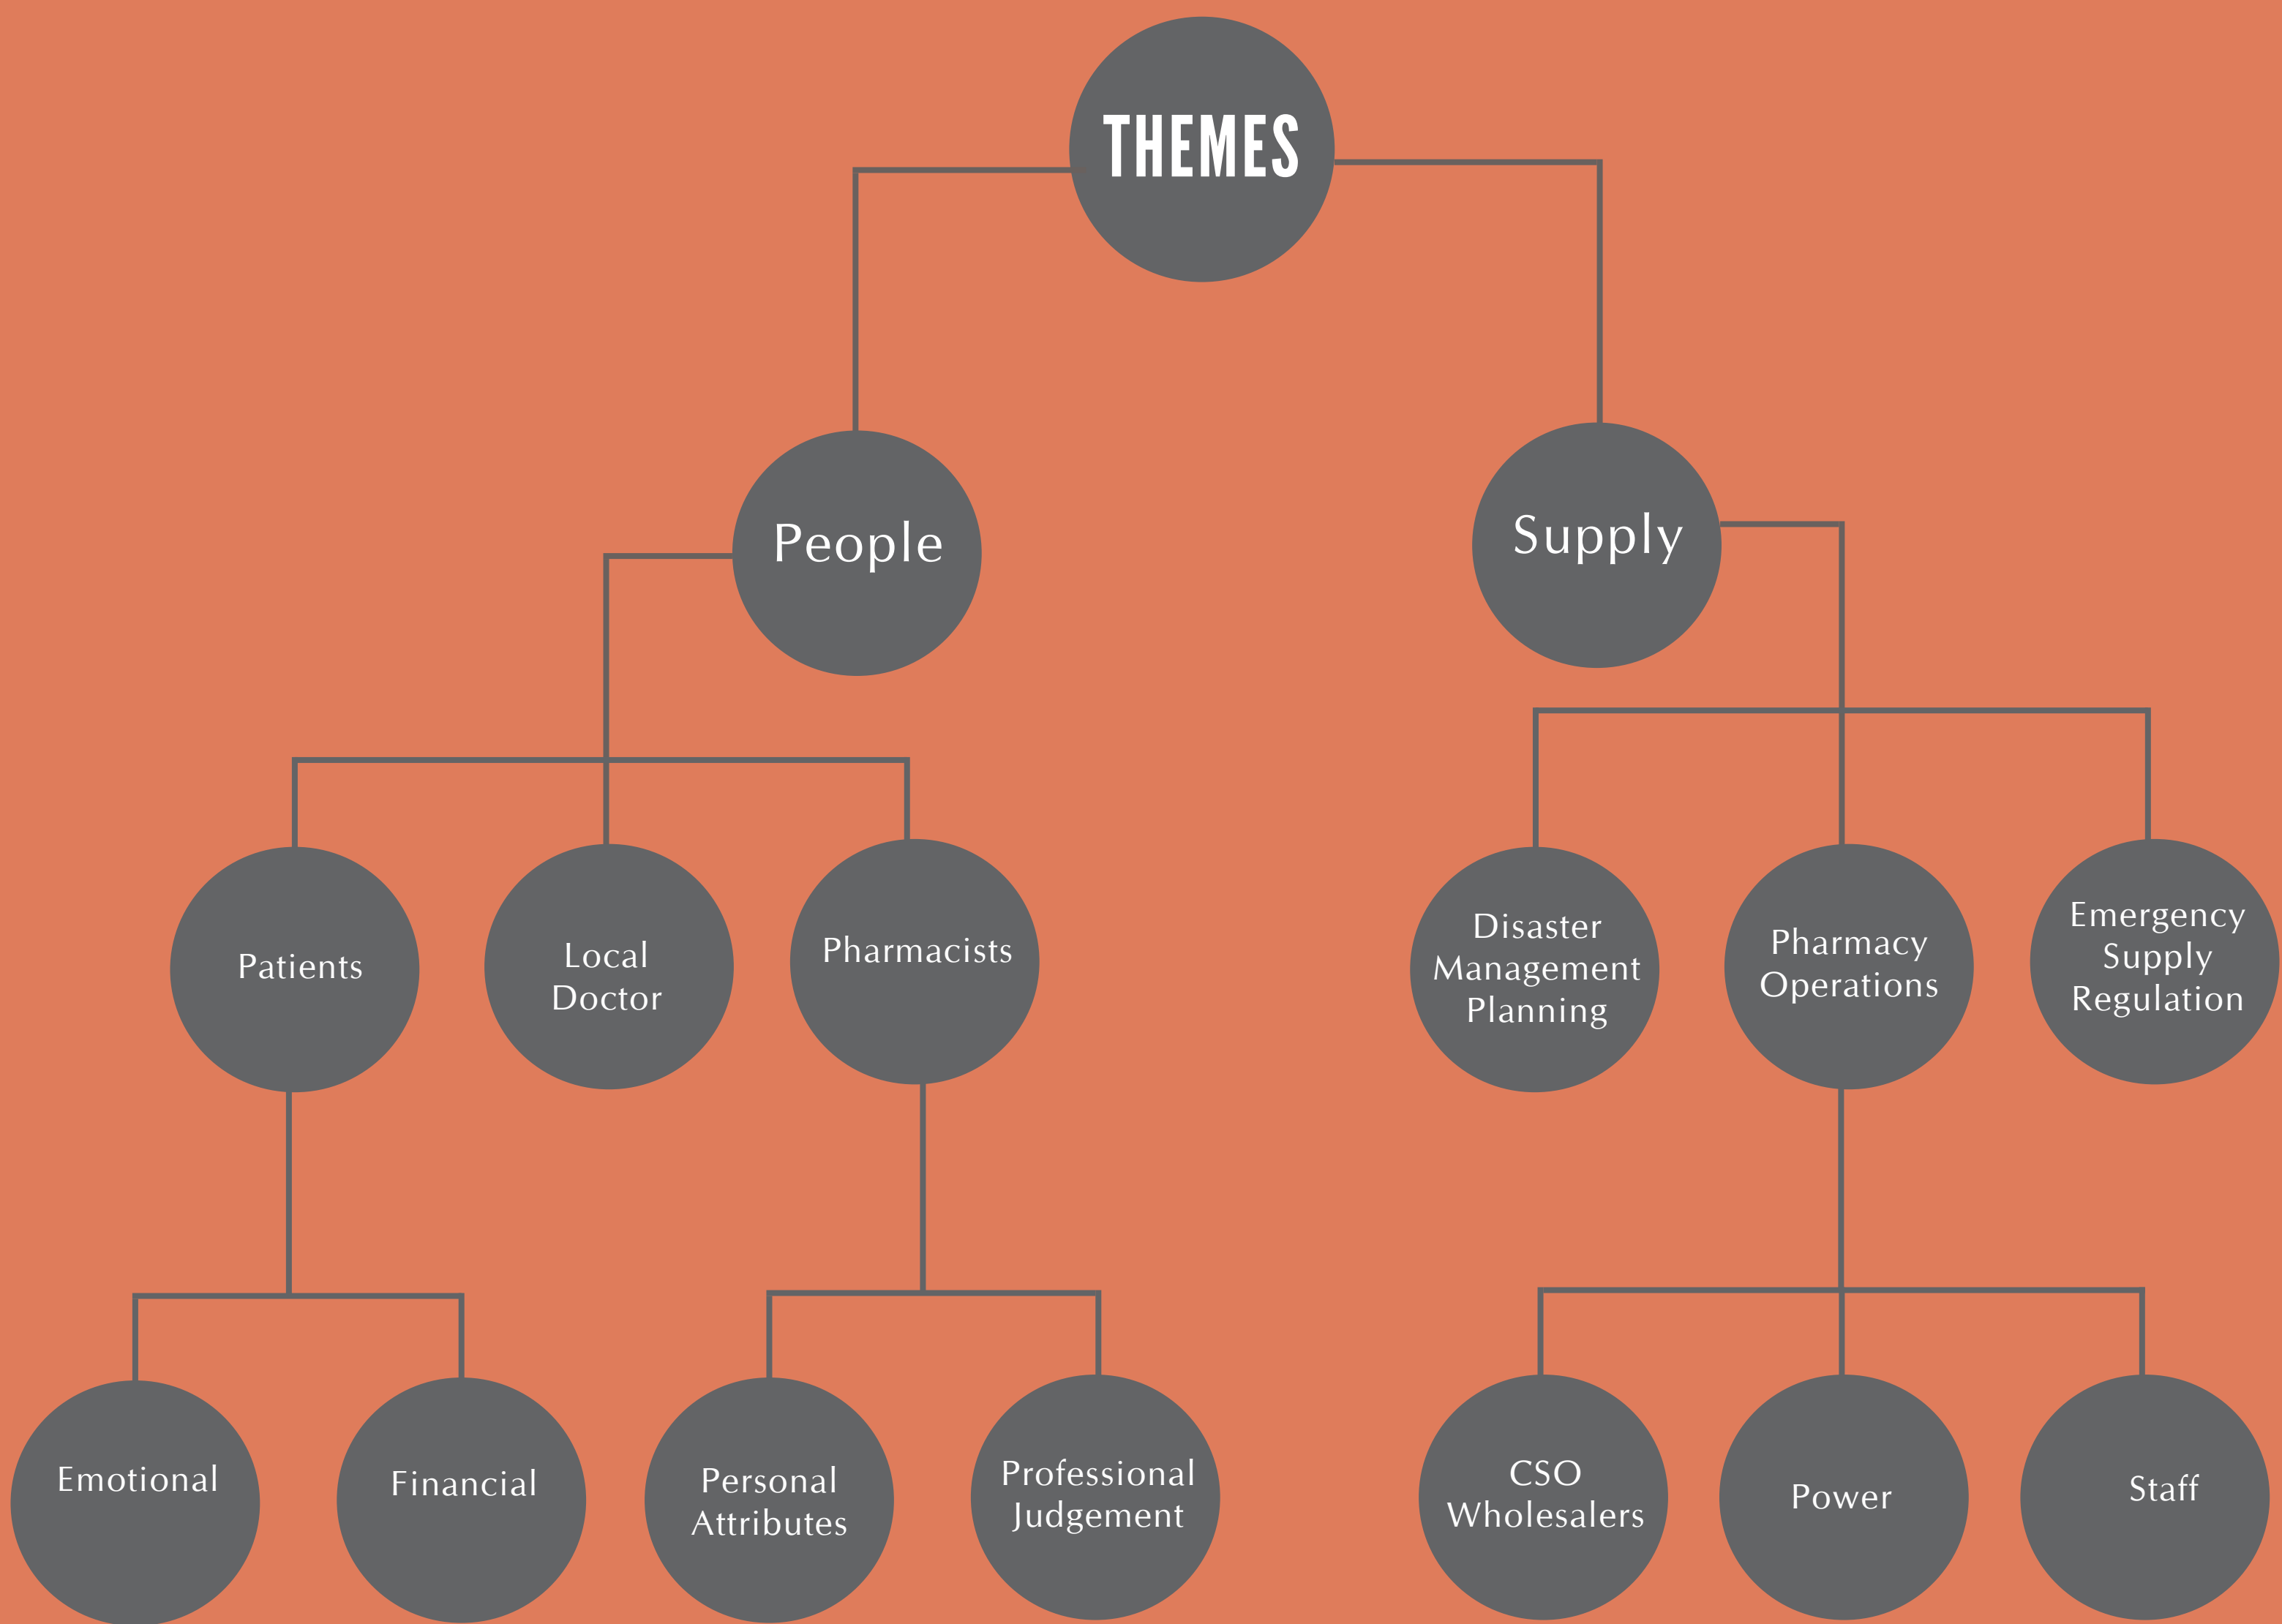 THEMES
People
Supply
Patients
Local
Doctor
Pharmacists
Disaster
Management
Planning
Pharmacy
Operations
Emergency
Supply
Regulation
Emotional
Financial
Personal
Attributes
Professional
Judgement
CSO
Wholesalers
Power
Staff